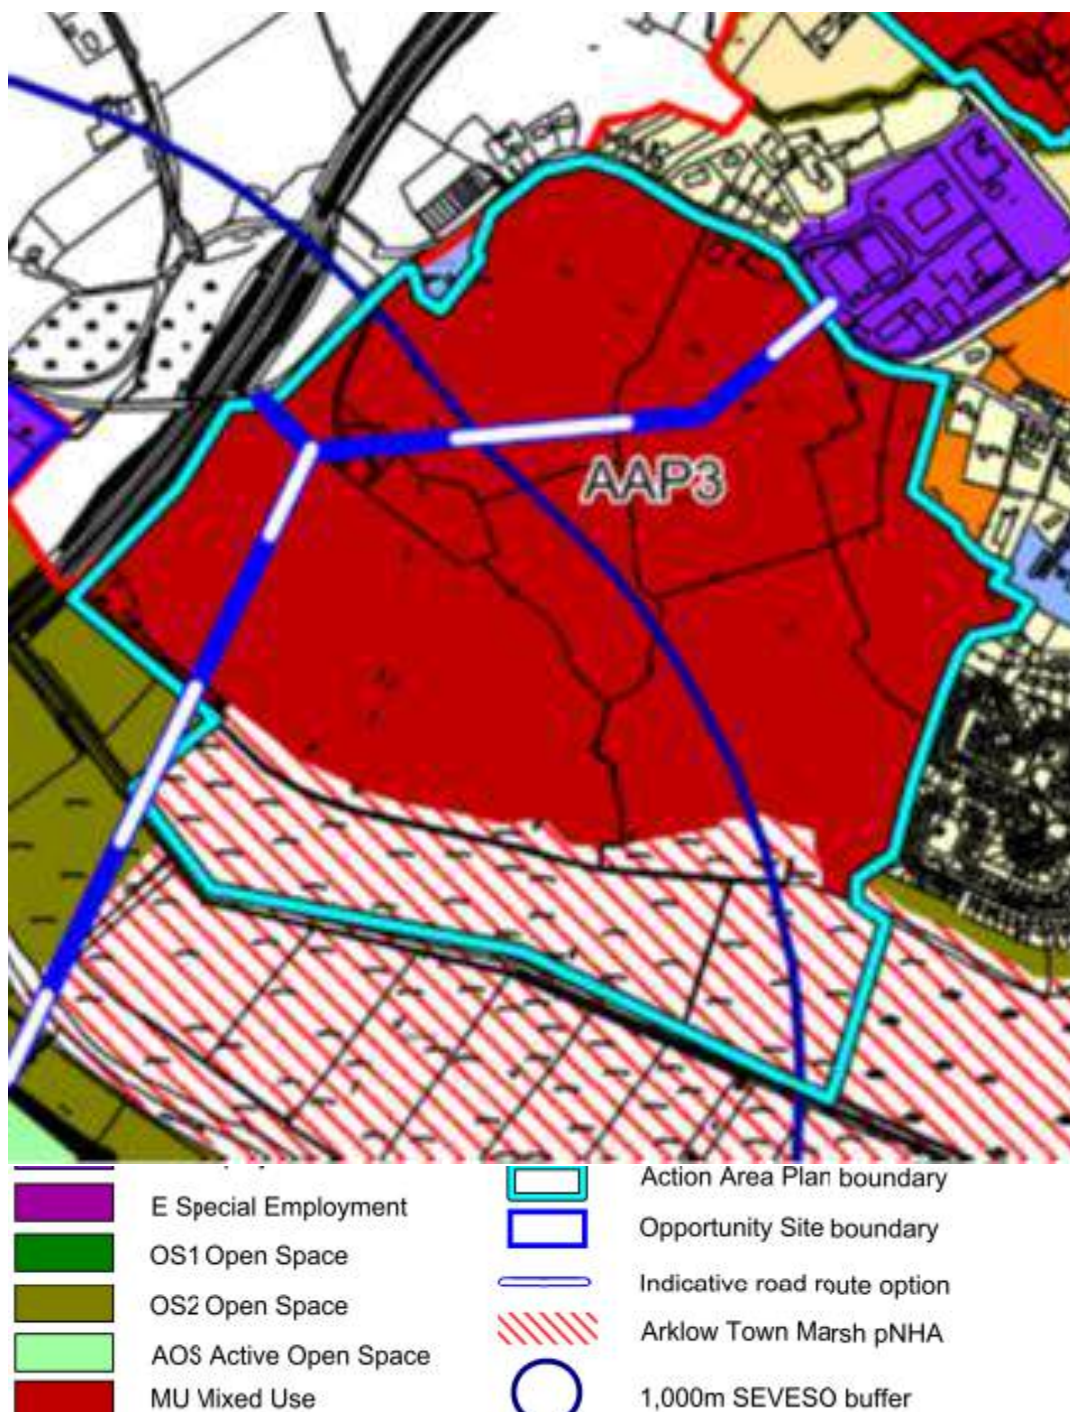 AAP3
Action Area Plan boundary
E Special Employment
Opportunity Site boundary
OS1 Open Space
Indicative road route option
OS2 Open Space
Arklow Town Marsh pNHA
AOS Active Open Space
MU Mixed Use
1,000m SEVESO buffer